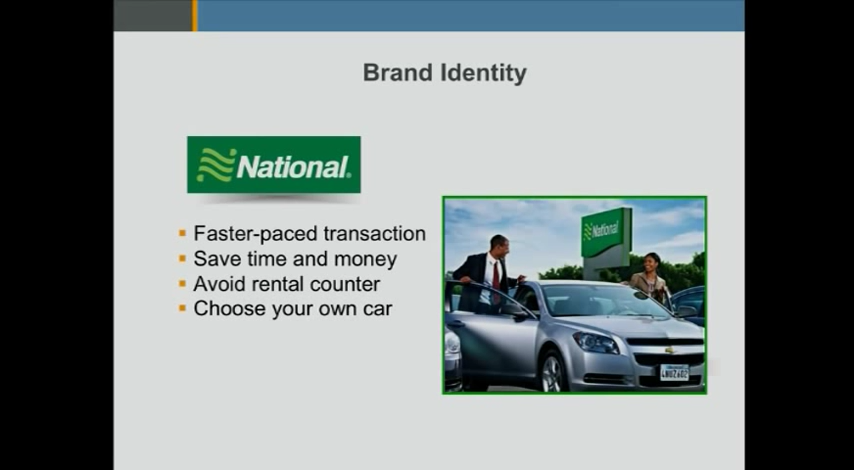 Brand Identity
National
Faster-paced transaction
Save time and money
Avoid rental counter
Choose your own car
National